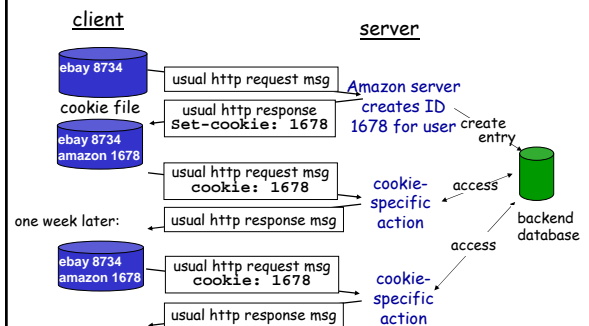 client
server
ebay 8734
usual http request msg
Amazon server
creates ID
1678 for user
cookie file
usual http response
Set-cookie: 1678
create
entry
ebay 8734
amazon 1678
usual http request msg
cookie: 1678
cookie-
specific
action
access
backend
database
one week later:
usual http response msg
access
ebay 8734
amazon 1678
usual http request msg
cookie: 1678
cookie-
specific
action
usual http response msg